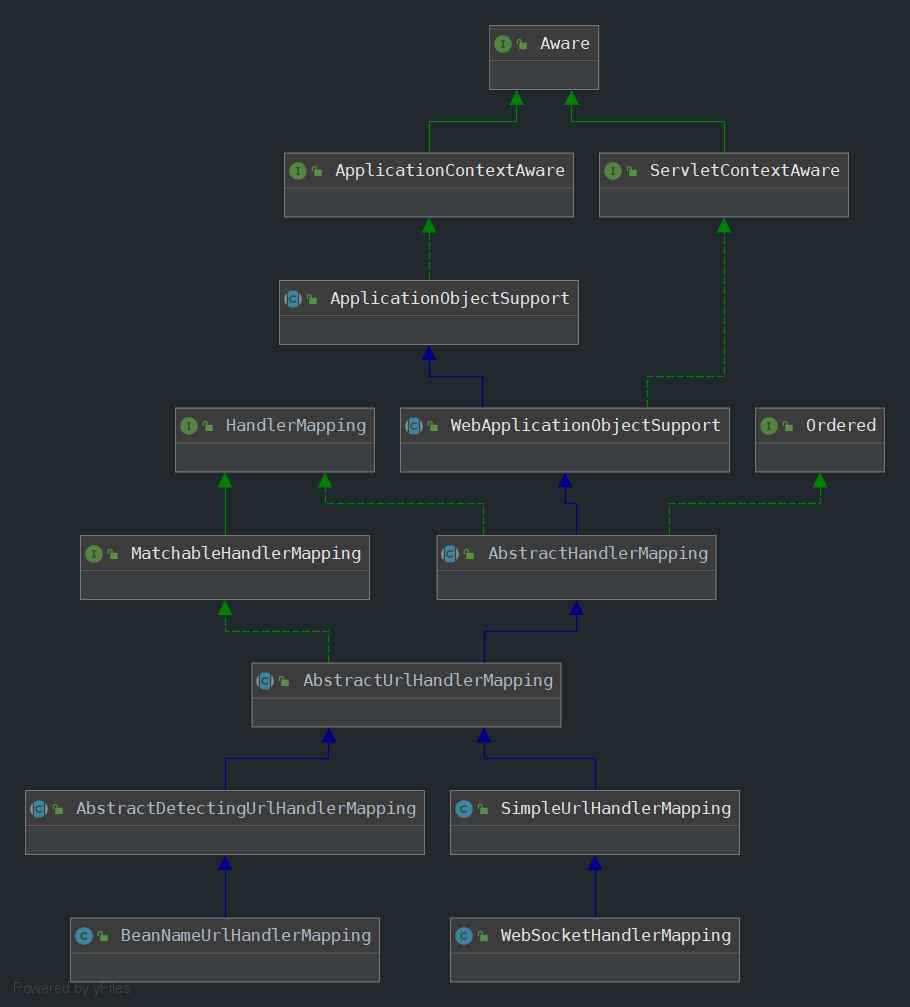 Aware
ApplicationContextAware
ServletContextAware
ApplicationObjectSupport
HandlerMapping
WebApplicationObjectSupport
Ordered
MatchableHandlerMapping
AbstractHandlerMapping
AbstractUrlHandlerMapping
AbstractDetectingUrlHandlerMapping
SimpleUrlHandlerMapping
BeanNameUrlHandlerMapping
WebSocketHandlerMapping
Powered by yFiles